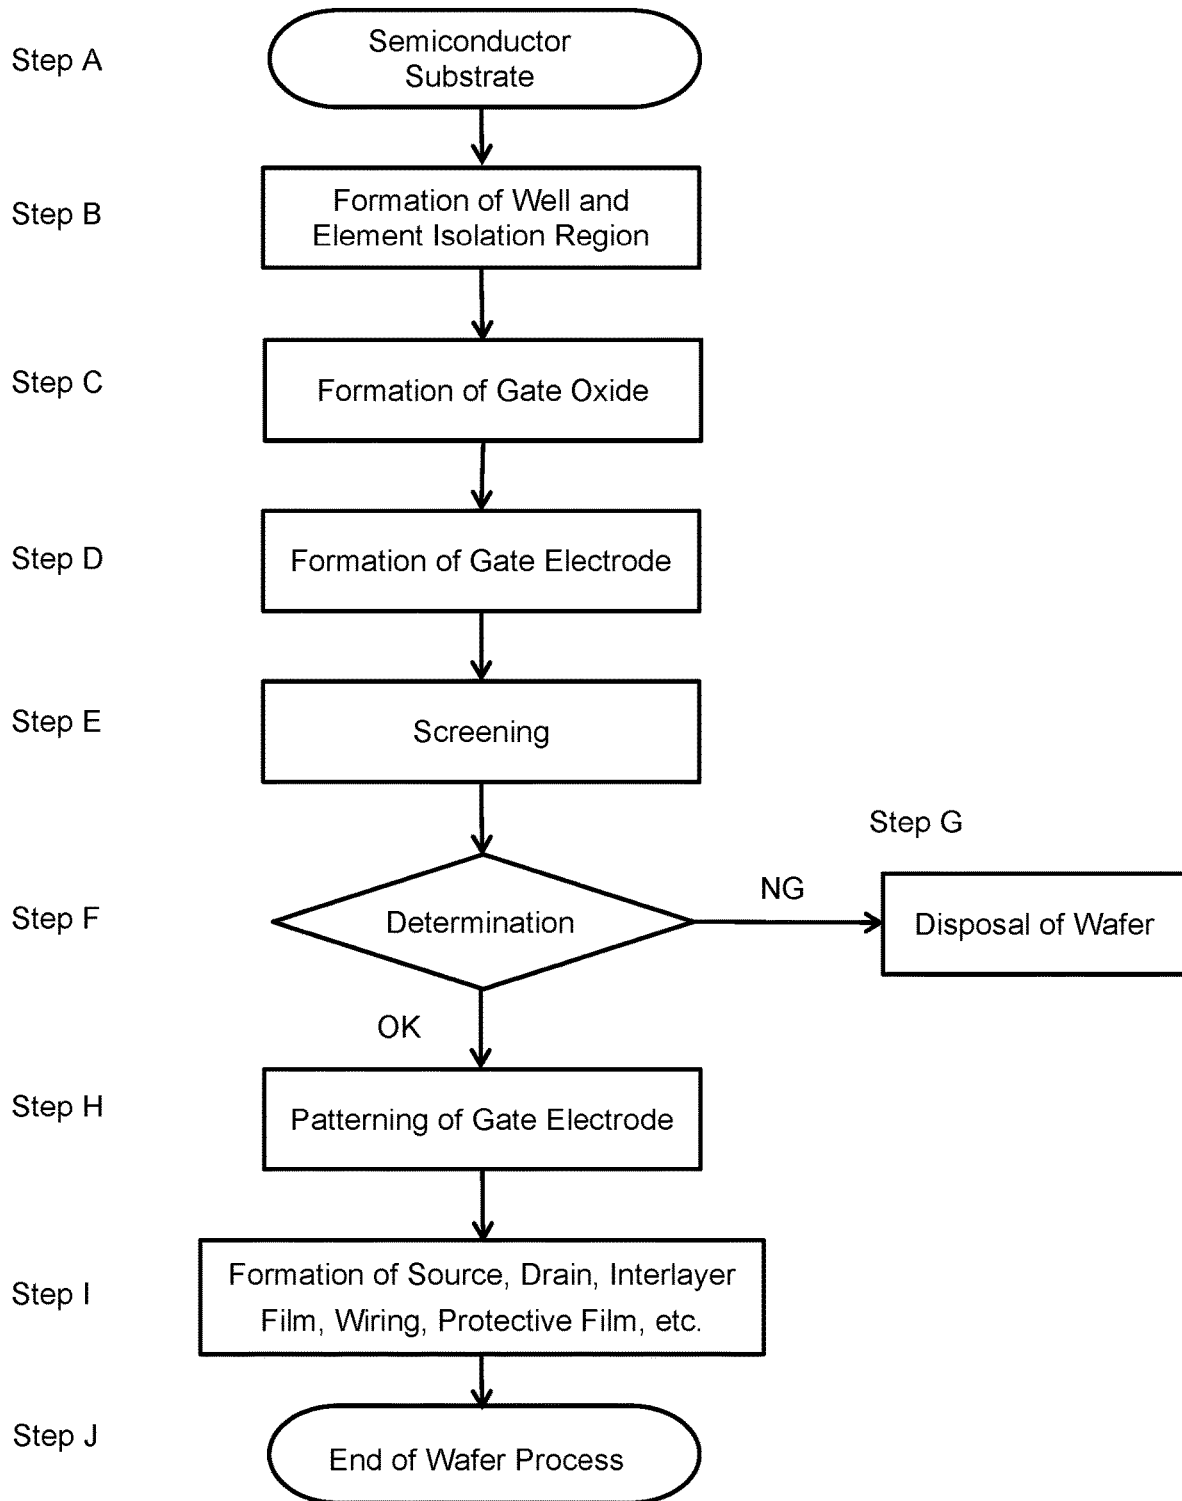 Step A
Semiconductor
Substrate
Step B
Formation of Well and
Element Isolation Region
Step C
Formation of Gate Oxide
Step D
Formation of Gate Electrode
Step E
Screening
Step F
Determination
NG
Step G
Disposal of Wafer
OK
Step H
Patterning of Gate Electrode
Step I
Formation of Source, Drain, Interlayer
Film, Wiring, Protective Film, etc.
Step J
End of Wafer Process